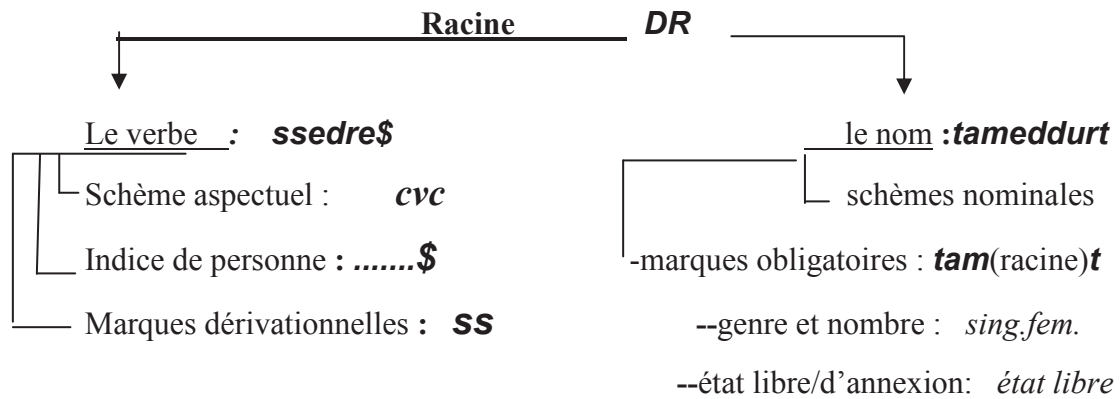 Racine DR
Le verbe : ssedre$ le nom :tameddurt
Schème aspectuel : cvc schèmes nominales
Indice de personne : .......$ -marques obligatoires : tam(racine)t
Marques dérivationnelles : ss --genre et nombre : sing.fem.
--état libre/d’annexion: état libre